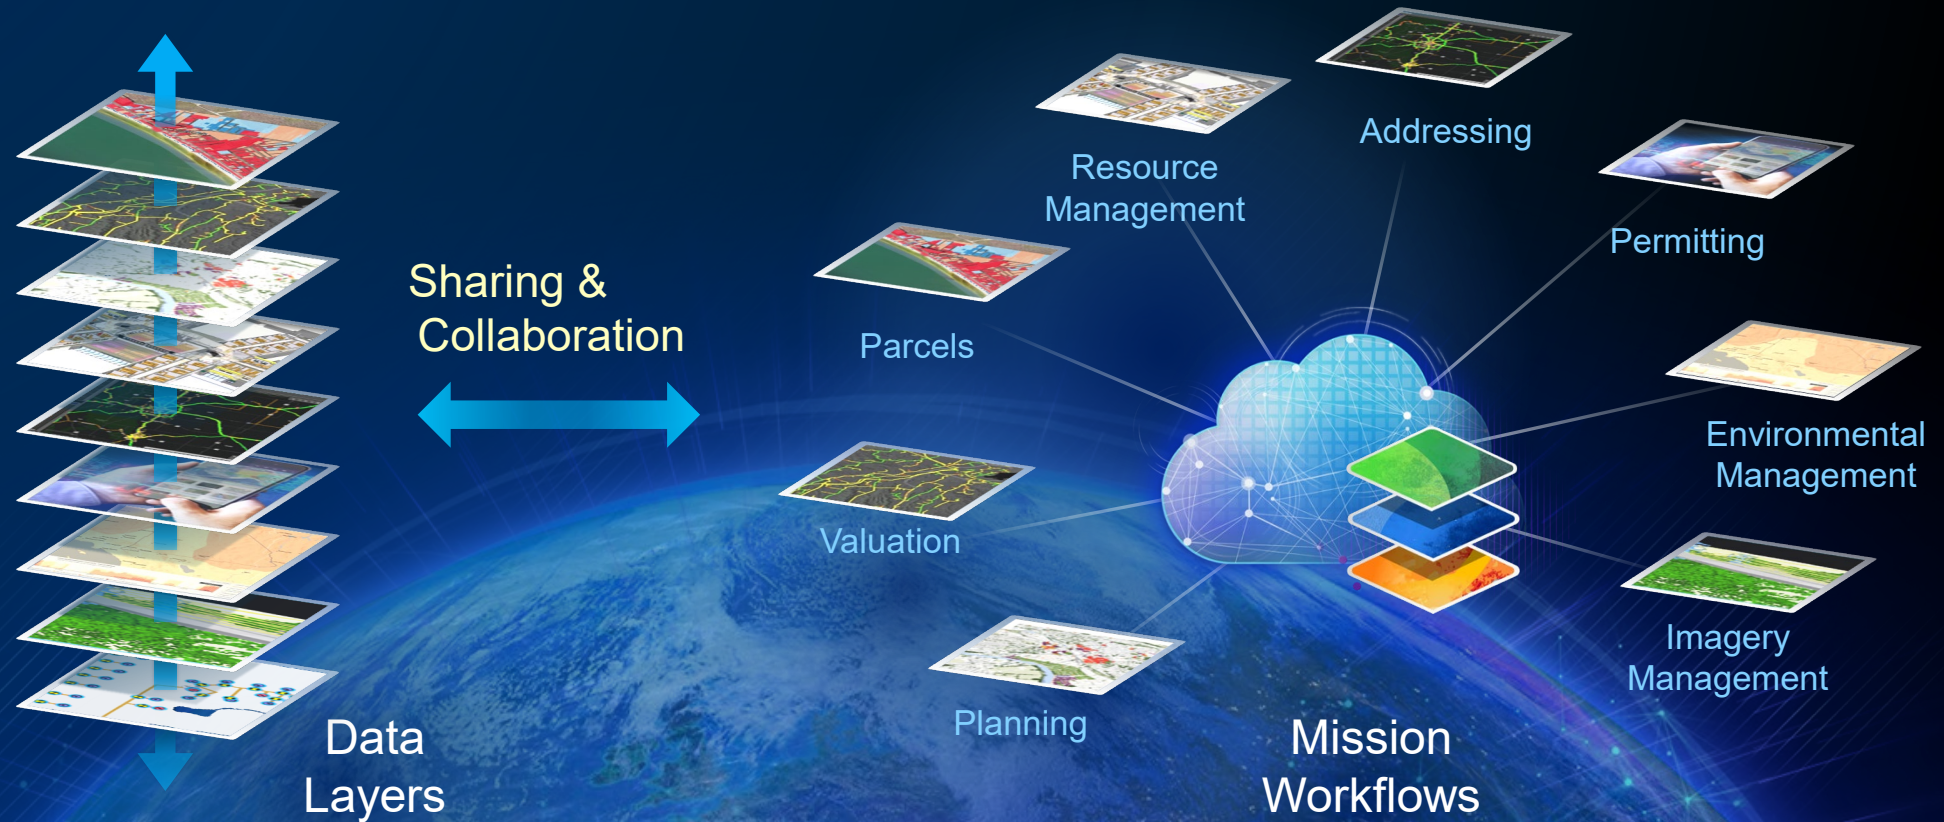 Addressing
Resource
Management
Permitting
Sharing &
Collaboration
Parcels
Environmental
Management
Valuation
Imagery
Management
Planning
Data
Layers
Mission
Workflows